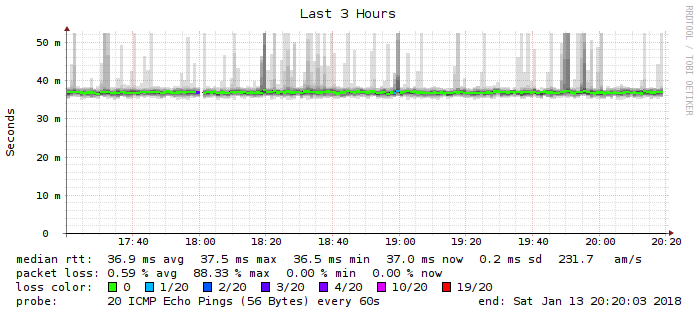 Last 3 Hours
RRDTOOL / TOBI OETIKER
Seconds
50 m
40 m
30 m
20 m
10 m
0
17:40 18:00 18:20 18:40 19:00 19:20 19:40 20:00 20:20
median rtt: 36.9 ms avg 37.5 ms max 36.5 ms min 37.0 ms now 0.2 ms sd 231.7 am/s
packet loss: 0.59 % avg 88.33 % max 0.00 % min 0.00 % now
loss color: 0 1/20 2/20 3/20 4/20 10/20 19/20
probe: 20 ICMP Echo Pings (56 Bytes) every 60s end: Sat Jan 13 20:20:03 2018